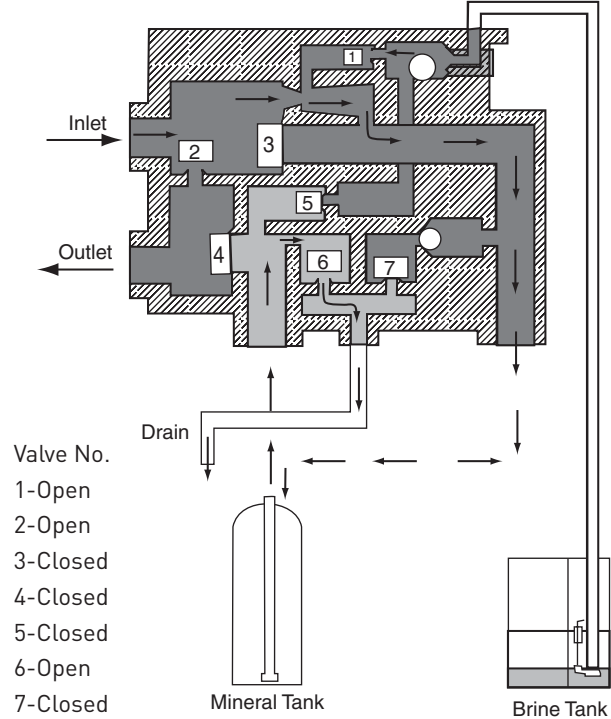 1
Inlet
2
3
5
Outlet
4
6
7
Drain
Valve No.
1-Open
2-Open
3-Closed
4-Closed
5-Closed
6-Open
7-Closed
Mineral Tank
Brine Tank